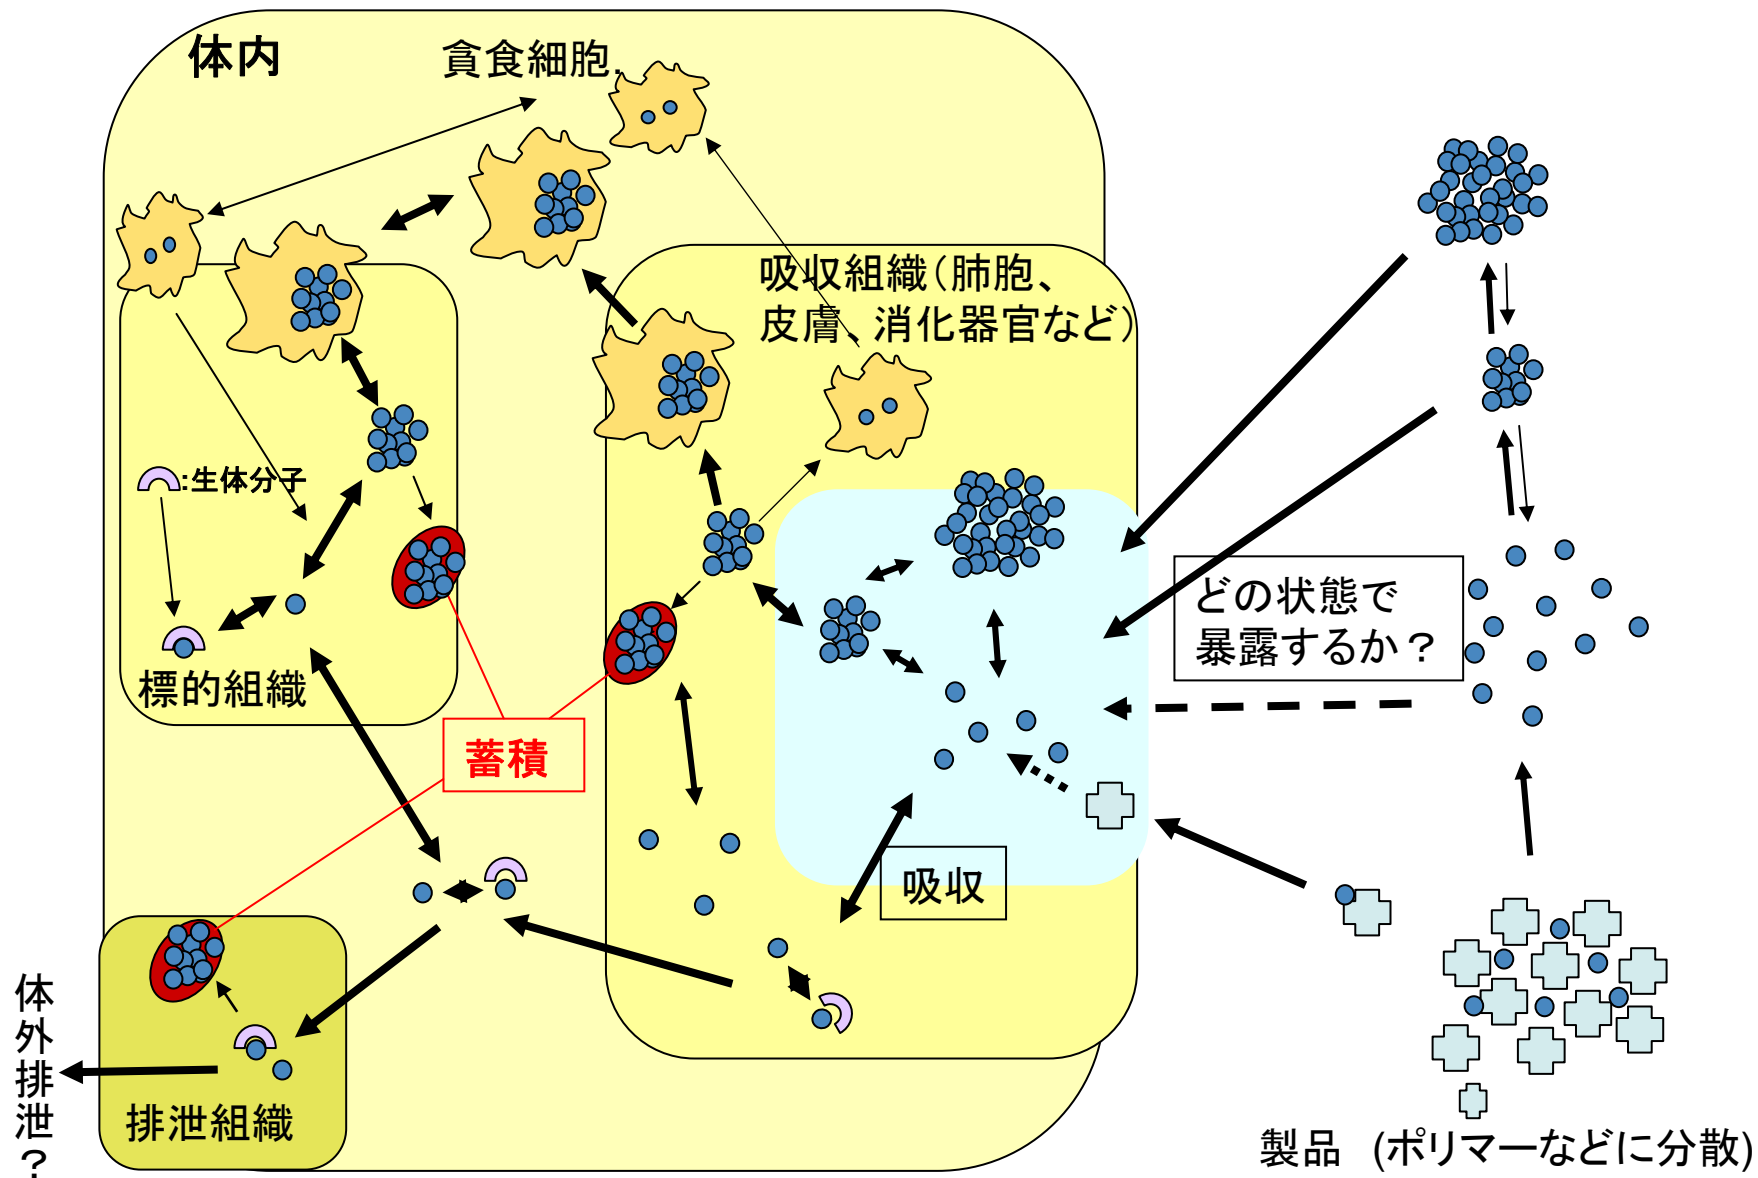 体内
貪食細胞.
吸収組織（肺胞、
皮膚、消化器官など）
:生体分子
標的組織
蓄積
どの状態で
暴露するか？
吸収
体外排泄？
排泄組織
製品　(ポリマーなどに分散)